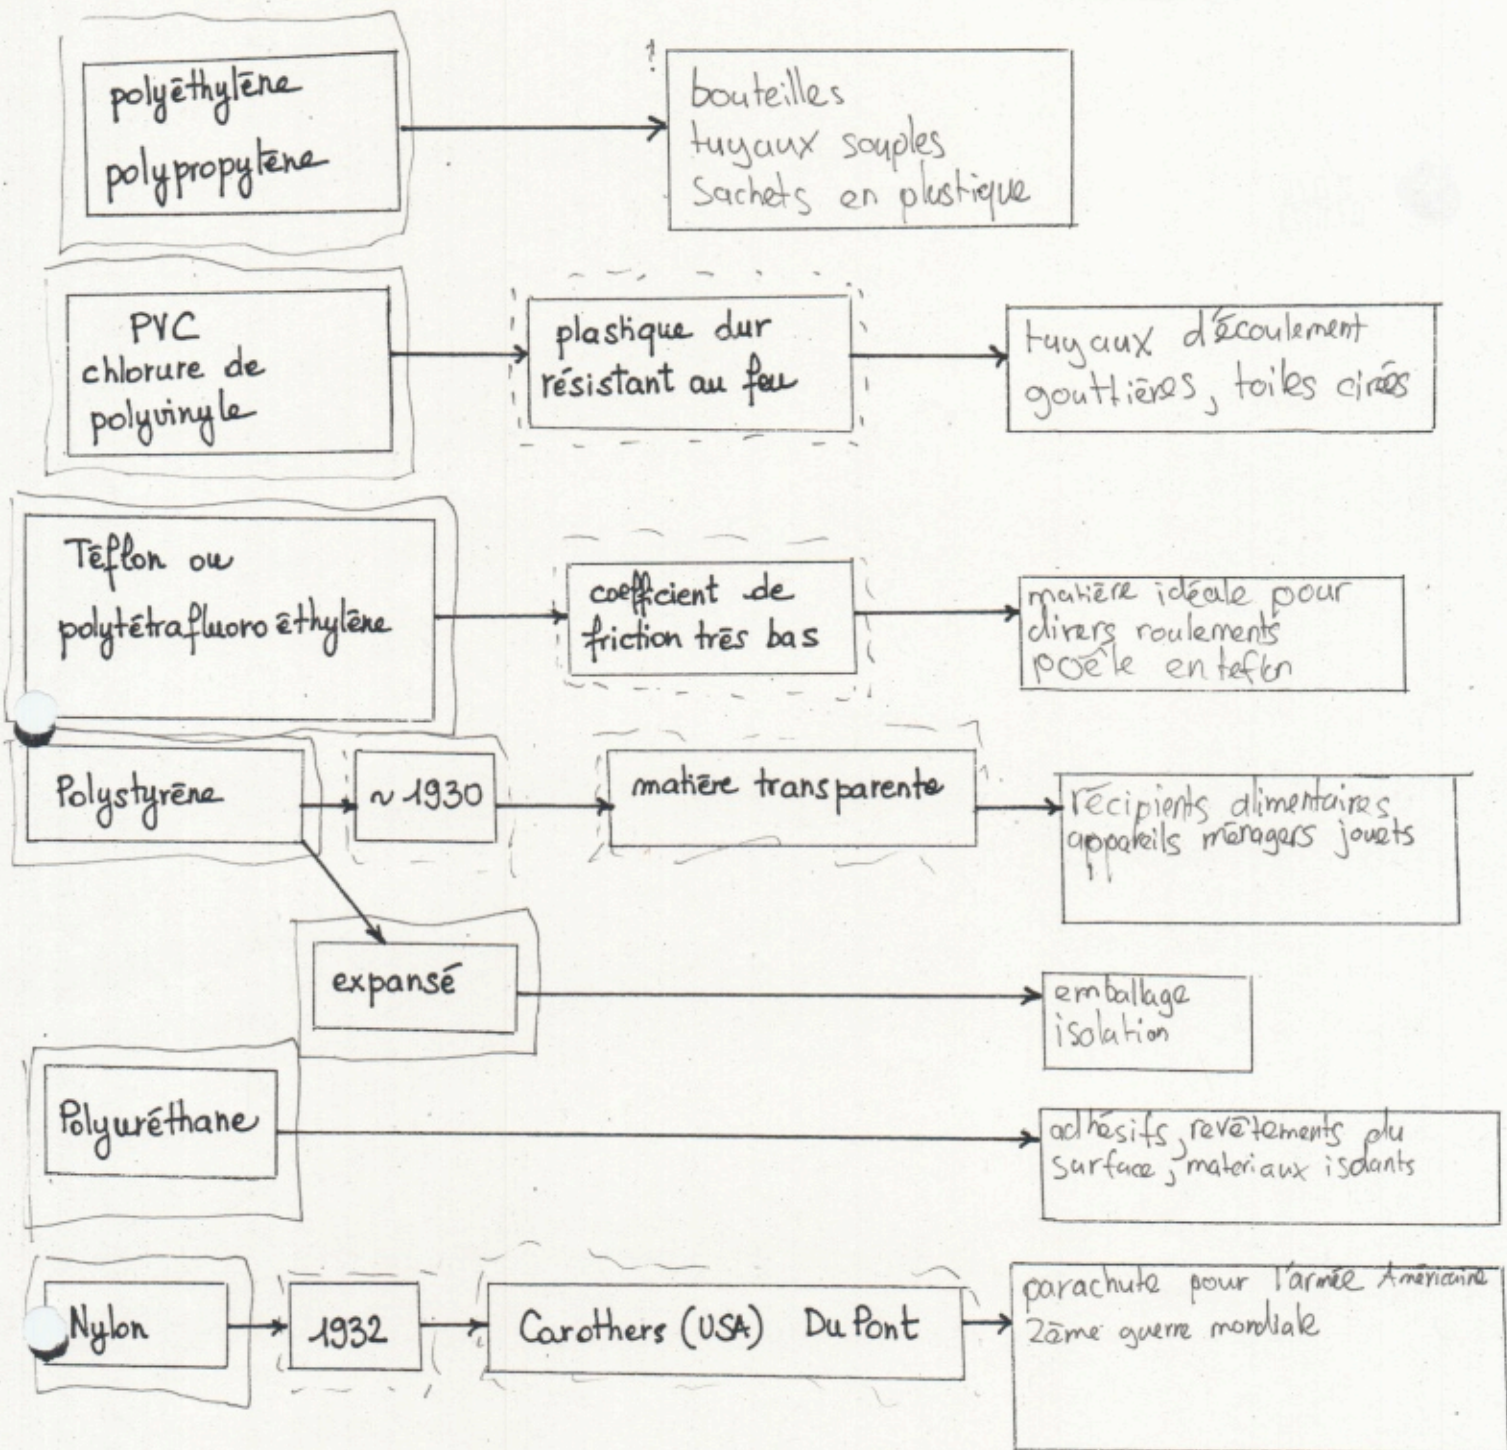 polyéthylène
polypropylène
bouteilles
tuyaux souples
sachets en plastique
PVC
chlorure de
polyvinyle
plastique dur
résistant au feu
tuyaux d'écoulement
gouttières, toiles cirées
Téflon ou
polytétrafluoroéthylène
coefficient de
friction très bas
matière idéale pour
divers roulements
poêle en teflon
Polystyrène
~ 1930
matière transparente
récipients alimentaires
appareils ménagers jouets
expansé
emballage
isolation
Polyuréthane
adhésifs, revêtements du
surface, materiaux isolants
Nylon
1932
Carothers (USA) Du Pont
parachute pour l'armée Américaine
2ème guerre mondiale